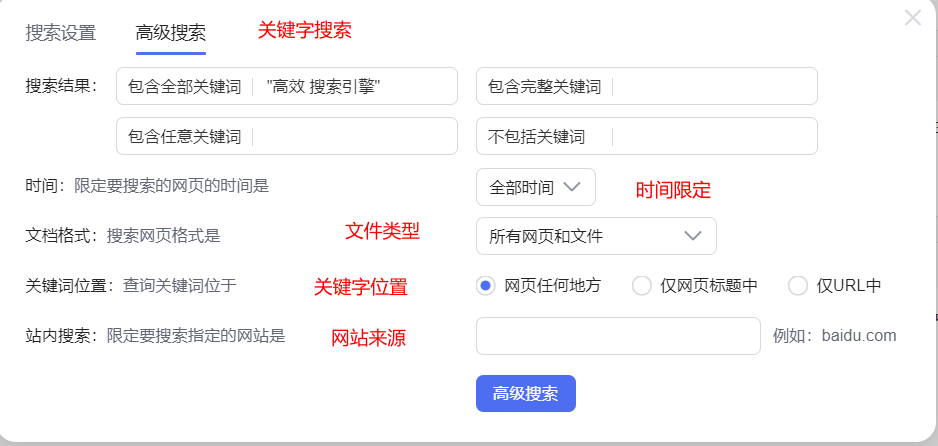 搜索设置 高级搜索 关键字搜索
搜索结果： 包含全部关键词 "高效 搜索引擎" 包含完整关键词
包含任意关键词 不包括关键词
时间：限定要搜索的网页的时间是 全部时间 时间限定
文档格式：搜索网页格式是 文件类型 所有网页和文件
关键词位置：查询关键词位于 关键字位置 网页任何地方 仅网页标题中 仅URL中
站内搜索：限定要搜索指定的网站是 网站来源 例如：baidu.com
高级搜索